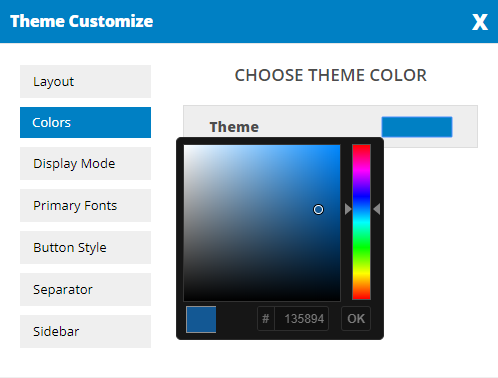 Theme Customize X
Layout
Colors
Display Mode
Primary Fonts
Button Style
Separator
Sidebar
CHOOSE THEME COLOR
Theme
# 135894 OK